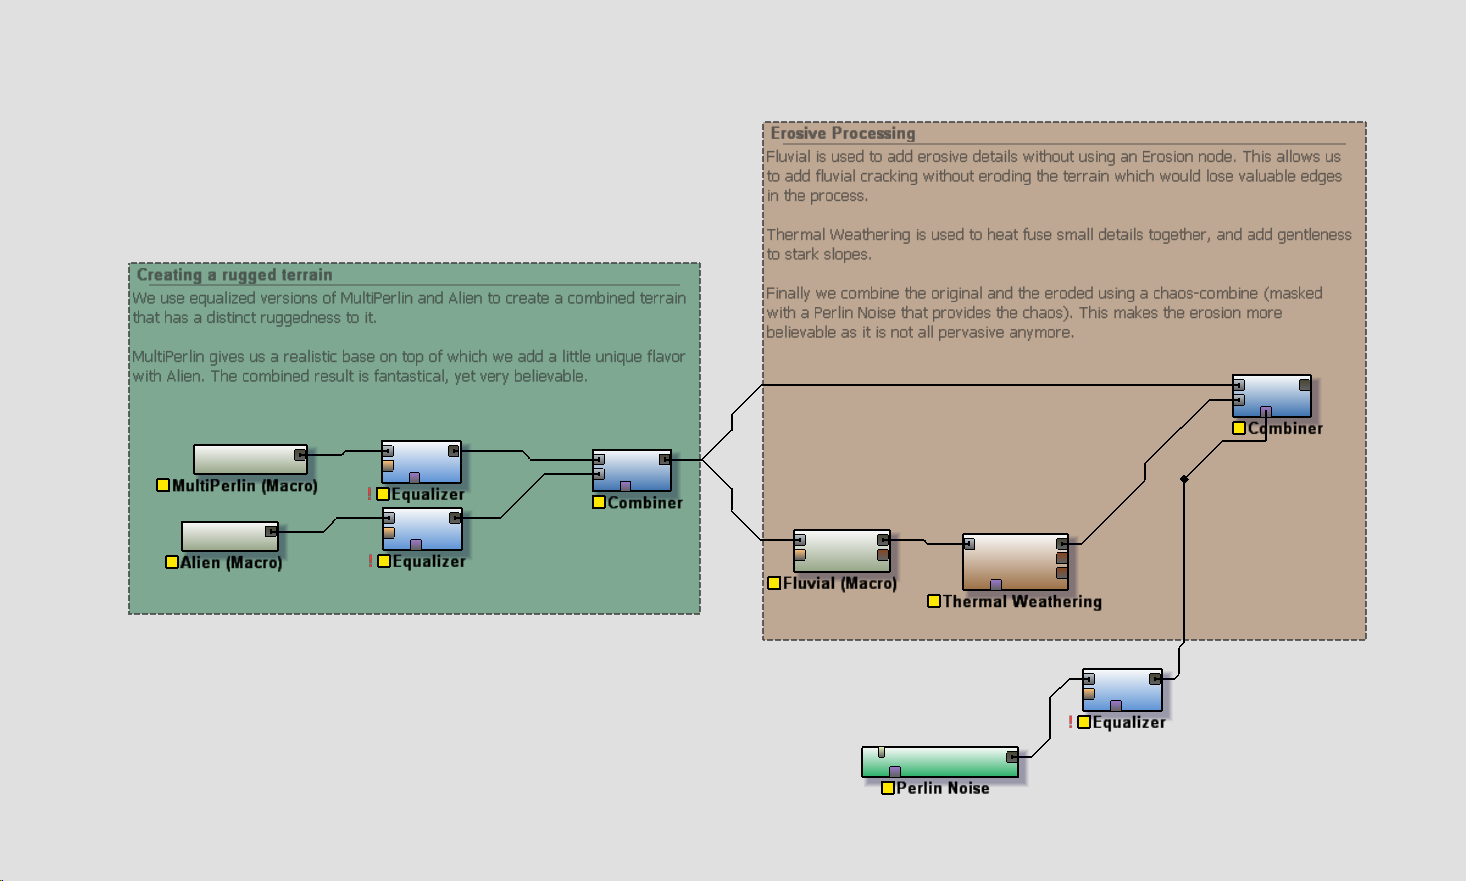 Erosive Processing
Fluvial is used to add erosive details without using an Erosion node. This allows us
to add fluvial cracking without eroding the terrain which would lose valuable edges
in the process.
Thermal Weathering is used to heat fuse small details together, and add gentleness
to stark slopes.
Finally we combine the original and the eroded using a chaos-combine (masked
with a Perlin Noise that provides the chaos). This makes the erosion more
believable as it is not all pervasive anymore.
Creating a rugged terrain
We use equalized versions of MultiPerlin and Alien to create a combined terrain
that has a distinct ruggedness to it.
MultiPerlin gives us a realistic base on top of which we add a little unique flavor
with Alien. The combined result is fantastical, yet very believable.
Combiner
MultiPerlin (Macro)
! Equalizer
Combiner
Alien (Macro)
! Equalizer
Fluvial (Macro)
Thermal Weathering
! Equalizer
Perlin Noise